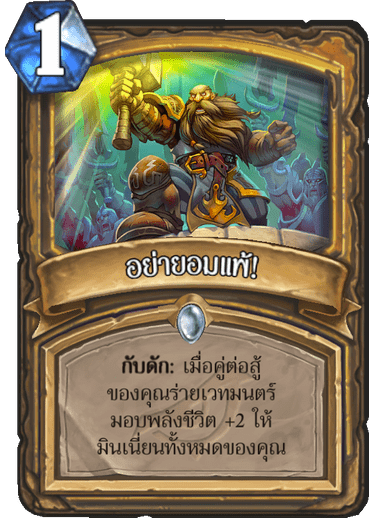 1
อย่ายอมแพ้!
กับดัก: เมื่อคู่ต่อสู้
ของคุณร่ายเวทมนตร์
มอบพลังชีวิต +2 ให้
มินเนี่ยนทั้งหมดของคุณ